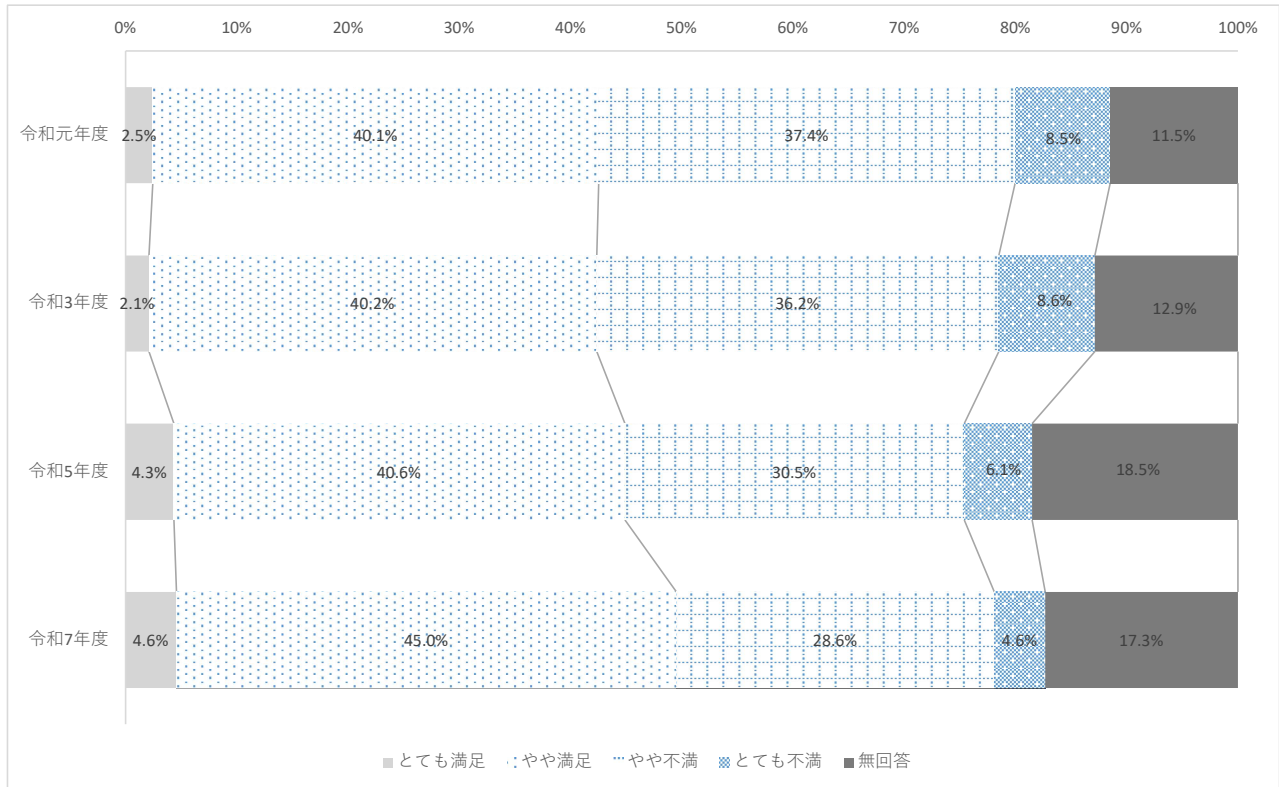 0% 10% 20% 30% 40% 50% 60% 70% 80% 90% 100%
令和元年度 2.5% 40.1% 37.4% 8.5% 11.5%
令和3年度 2.1% 40.2% 36.2% 8.6% 12.9%
令和5年度 4.3% 40.6% 30.5% 6.1% 18.5%
令和7年度 4.6% 45.0% 28.6% 4.6% 17.3%
とても満足 やや満足 やや不満 とても不満 無回答